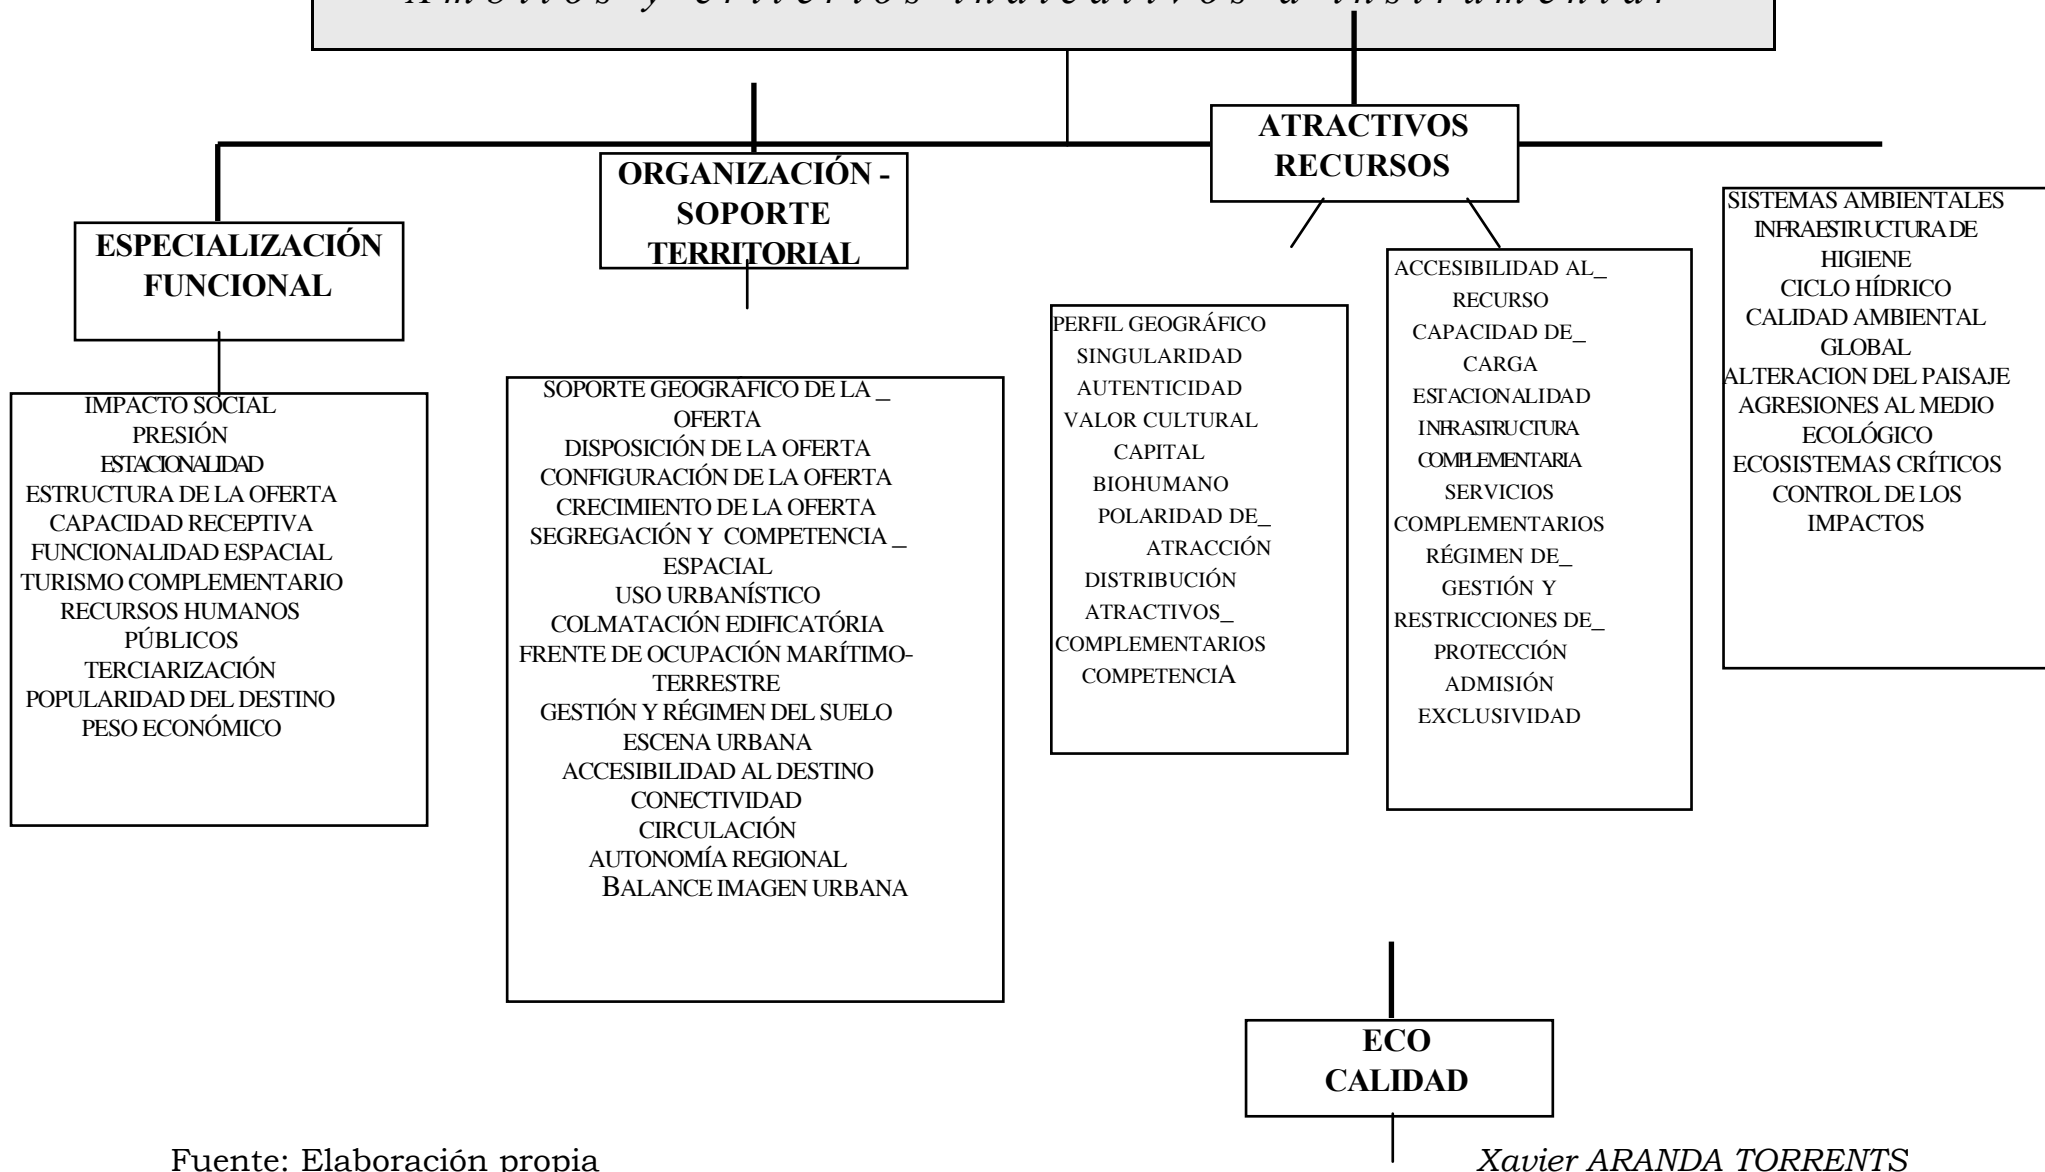 Ámbitos y criterios indicativos a instrumentar
ATRACTIVOS
RECURSOS
ORGANIZACIÓN -
SOPORTE
TERRITORIAL
ESPECIALIZACIÓN
FUNCIONAL
IMPACTO SOCIAL
PRESIÓN
ESTACIONALIDAD
ESTRUCTURA DE LA OFERTA
CAPACIDAD RECEPTIVA
FUNCIONALIDAD ESPACIAL
TURISMO COMPLEMENTARIO
RECURSOS HUMANOS
PÚBLICOS
TERCIARIZACIÓN
POPULARIDAD DEL DESTINO
PESO ECONÓMICO
SOPORTE GEOGRÁFICO DE LA _
OFERTA
DISPOSICIÓN DE LA OFERTA
CONFIGURACIÓN DE LA OFERTA
CRECIMIENTO DE LA OFERTA
SEGREGACIÓN Y COMPETENCIA _
ESPACIAL
USO URBANÍSTICO
COLMATACIÓN EDIFICATÓRIA
FRENTE DE OCUPACIÓN MARÍTIMO-
TERRESTRE
GESTIÓN Y RÉGIMEN DEL SUELO
ESCENA URBANA
ACCESIBILIDAD AL DESTINO
CONECTIVIDAD
CIRCULACIÓN
AUTONOMÍA REGIONAL
BALANCE IMAGEN URBANA
PERFIL GEOGRÁFICO
SINGULARIDAD
AUTENTICIDAD
VALOR CULTURAL
CAPITAL
BIOHUMANO
POLARIDAD DE_
ATRACCIÓN
DISTRIBUCIÓN
ATRACTIVOS_
COMPLEMENTARIOS
COMPETENCIA
ACCESIBILIDAD AL_
RECURSO
CAPACIDAD DE_
CARGA
ESTACIONALIDAD
INFRASTRUCTURA
COMPLEMENTARIA
SERVICIOS
COMPLEMENTARIOS
RÉGIMEN DE_
GESTIÓN Y
RESTRICCIONES DE_
PROTECCIÓN
ADMISIÓN
EXCLUSIVIDAD
SISTEMAS AMBIENTALES
INFRAESTRUCTURA DE
HIGIENE
CICLO HÍDRICO
CALIDAD AMBIENTAL
GLOBAL
ALTERACION DEL PAISAJE
AGRESIONES AL MEDIO
ECOLÓGICO
ECOSISTEMAS CRÍTICOS
CONTROL DE LOS
IMPACTOS
ECO
CALIDAD
Fuente: Elaboración propia
Xavier ARANDA TORRENTS